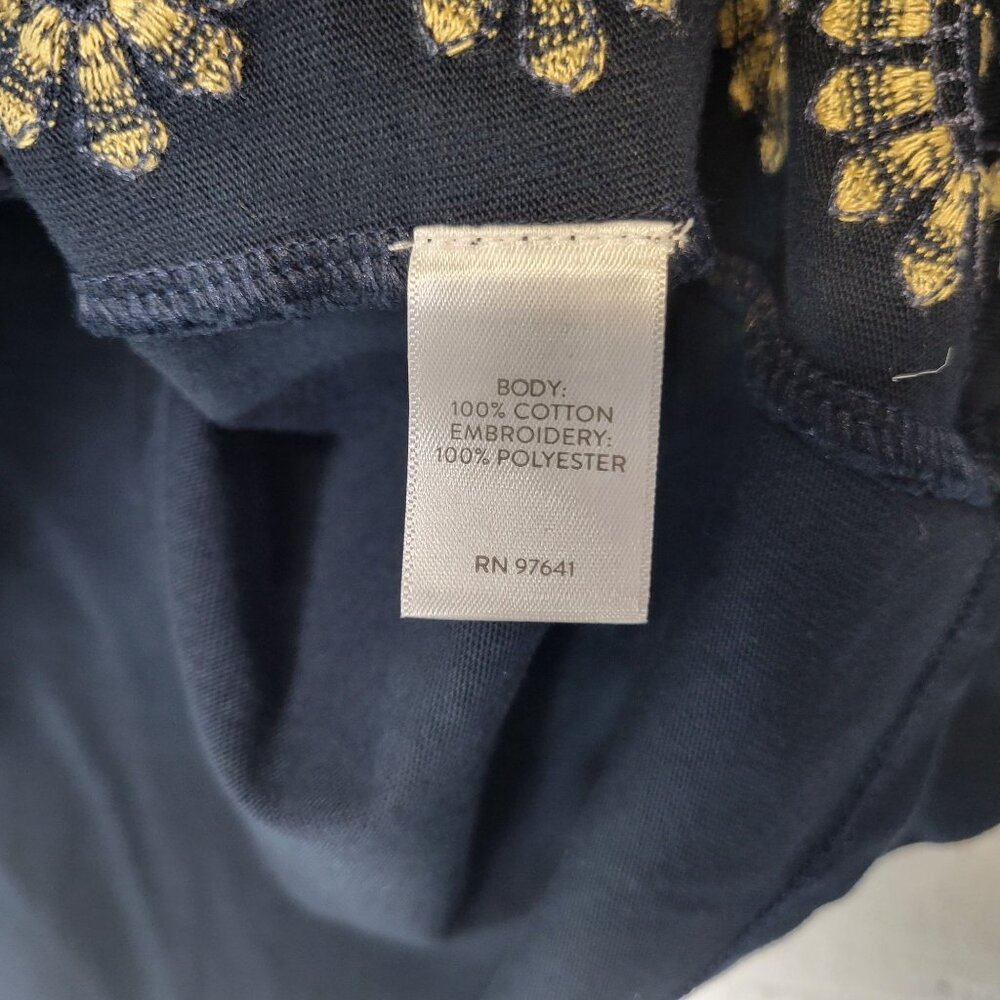 BODY:
100% COTTON
EMBROIDERY:
100% POLYESTER
RN 97641